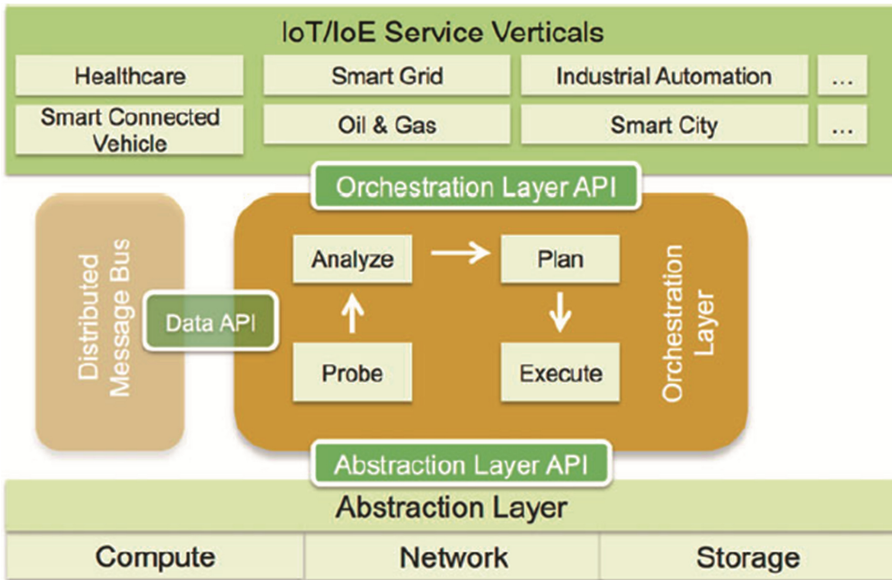 IoT/IoE Service Verticals
Healthcare
Smart Grid
Industrial Automation
...
Smart Connected
Vehicle
Oil & Gas
Smart City
...
Orchestration Layer API
Distributed
Message Bus
Data API
Analyze
Plan
Probe
Execute
Orchestration
Layer
Abstraction Layer API
Abstraction Layer
Compute
Network
Storage